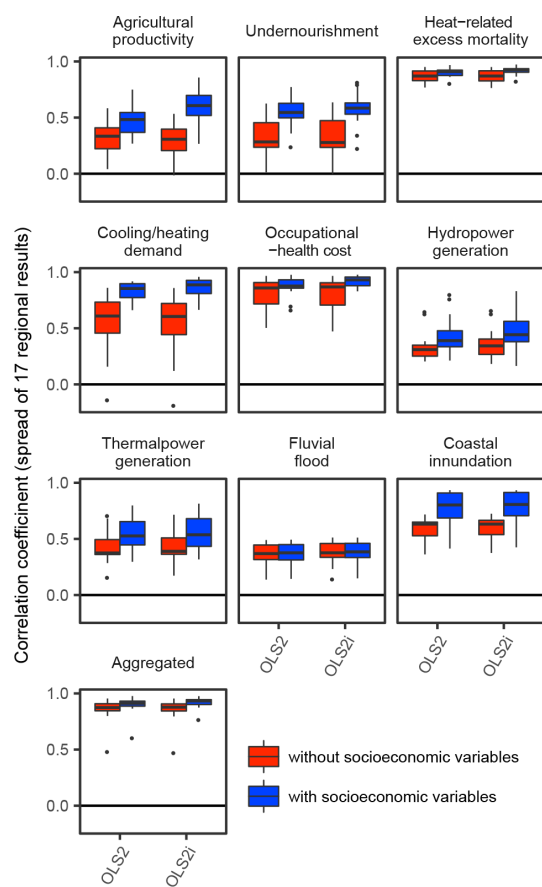 Agricultural
productivity
Undernourishment
Heat−related
excess mortality
1.0
0.5
0.0
Cooling/heating
demand
Occupational
−health cost
Hydropower
generation
1.0
0.5
0.0
Thermalpower
generation
Fluvial
flood
Coastal
innundation
1.0
0.5
0.0
OLS2
OLS2i
OLS2
OLS2i
Aggregated
1.0
0.5
0.0
OLS2
OLS2i
Correlation coefficinent (spread of 17 regional results)
without socioeconomic variables
with socioeconomic variables